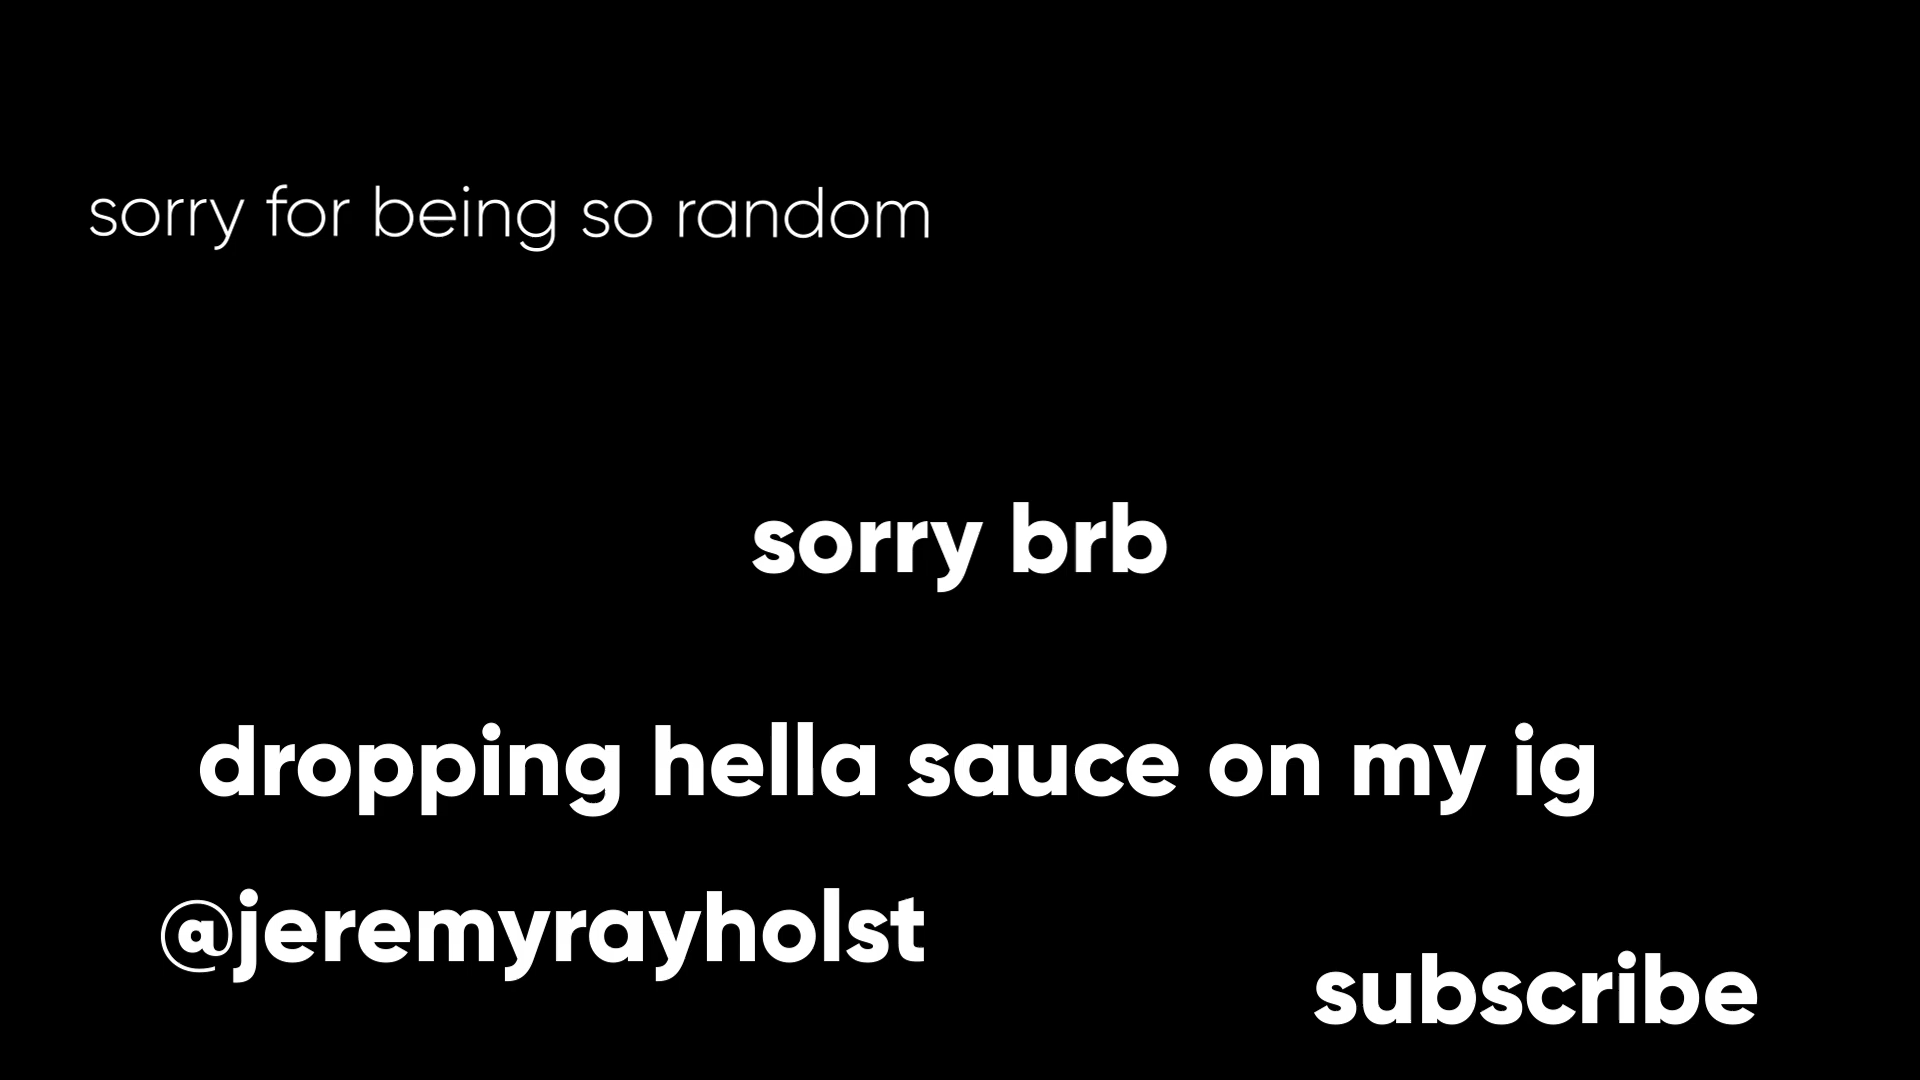 sorry for being so random
sorry brb
dropping hella sauce on my ig
@jeremyrayholst
subscribe